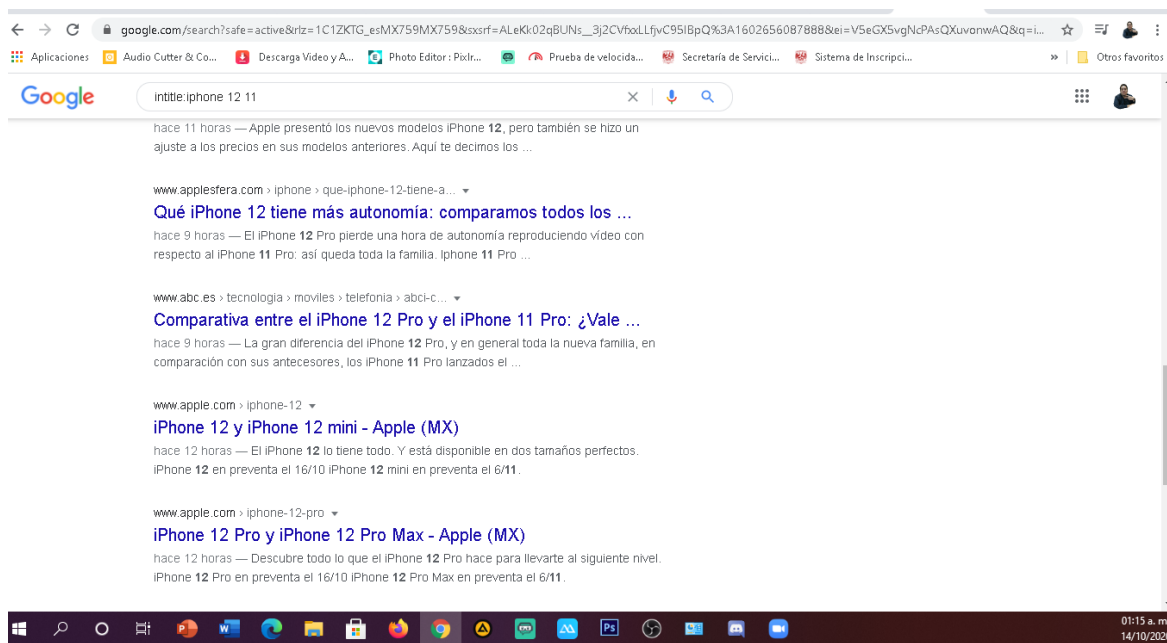 google.com/search?safe=active&rlz=1C1ZKTG_esMX759MX759&sxsrf=ALeKk02qBUNs__3j2CVfxxLLfjvC95IBpQ%3A1602656087888&ei=V5eGX5vgNcPAsQXuvonwAQ&q=i...
Aplicaciones Audio Cutter & Co... Descarga Video y A... Photo Editor : Pixlr... Prueba de velocida... Secretaría de Servici... Sistema de Inscripci... » Otros favoritos
Google intitle:iphone 12 11
hace 11 horas — Apple presentó los nuevos modelos iPhone 12, pero también se hizo un
ajuste a los precios en sus modelos anteriores. Aquí te decimos los ...
www.applesfera.com › iphone › que-iphone-12-tiene-a...
Qué iPhone 12 tiene más autonomía: comparamos todos los ...
hace 9 horas — El iPhone 12 Pro pierde una hora de autonomía reproduciendo vídeo con
respecto al iPhone 11 Pro: así queda toda la familia. Iphone 11 Pro ...
www.abc.es › tecnologia › moviles › telefonia › abci-c...
Comparativa entre el iPhone 12 Pro y el iPhone 11 Pro: ¿Vale ...
hace 9 horas — La gran diferencia del iPhone 12 Pro, y en general toda la nueva familia, en
comparación con sus antecesores, los iPhone 11 Pro lanzados el ...
www.apple.com › iphone-12
iPhone 12 y iPhone 12 mini - Apple (MX)
hace 12 horas — El iPhone 12 lo tiene todo. Y está disponible en dos tamaños perfectos.
iPhone 12 en preventa el 16/10 iPhone 12 mini en preventa el 6/11.
www.apple.com › iphone-12-pro
iPhone 12 Pro y iPhone 12 Pro Max - Apple (MX)
hace 12 horas — Descubre todo lo que el iPhone 12 Pro hace para llevarte al siguiente nivel.
iPhone 12 Pro en preventa el 16/10 iPhone 12 Pro Max en preventa el 6/11.
Ps
01:15 a. m
14/10/2020